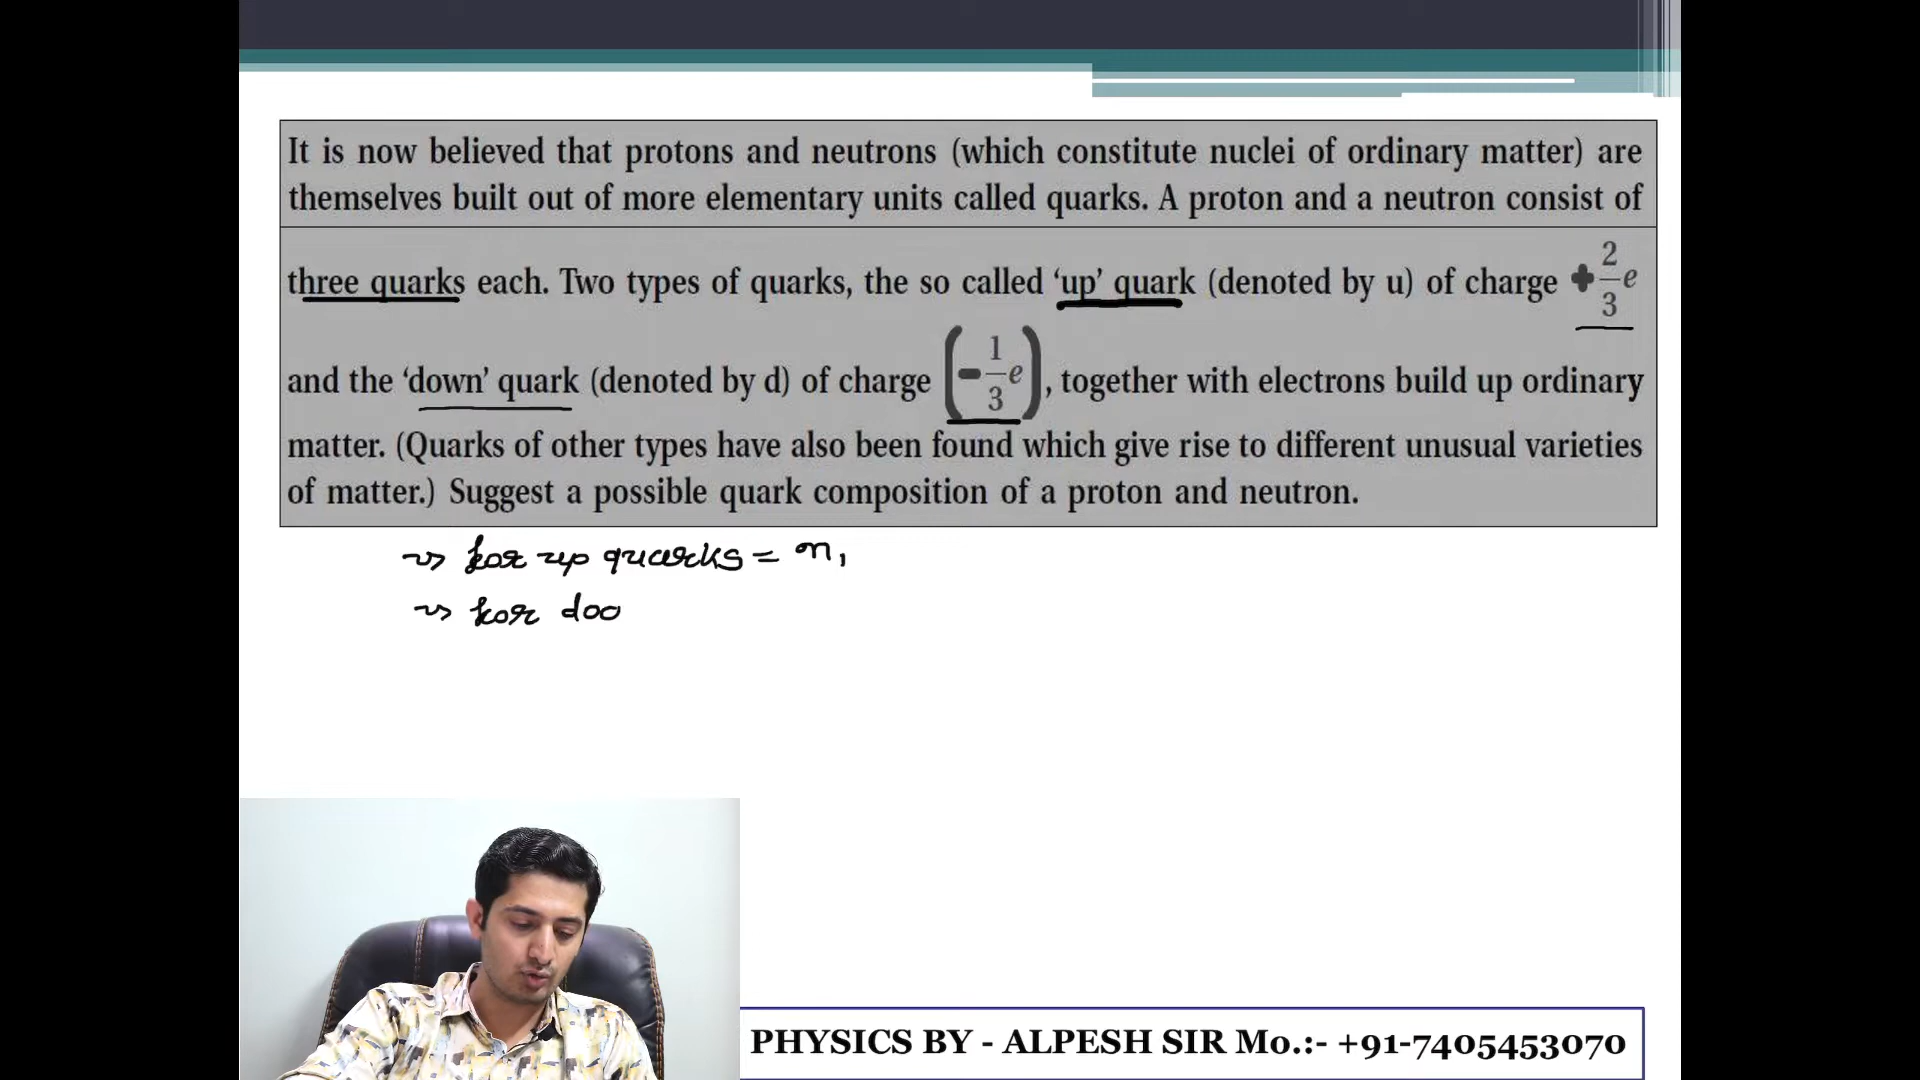 It is now believed that protons and neutrons (which constitute nuclei of ordinary matter) are
themselves built out of more elementary units called quarks. A proton and a neutron consist of
three quarks each. Two types of quarks, the so called ‘up’ quark (denoted by u) of charge +2/3 e
and the ‘down’ quark (denoted by d) of charge (-1/3 e), together with electrons build up ordinary
matter. (Quarks of other types have also been found which give rise to different unusual varieties
of matter.) Suggest a possible quark composition of a proton and neutron.
for up quarks = n1
for doo
PHYSICS BY - ALPESH SIR Mo.:- +91-7405453070